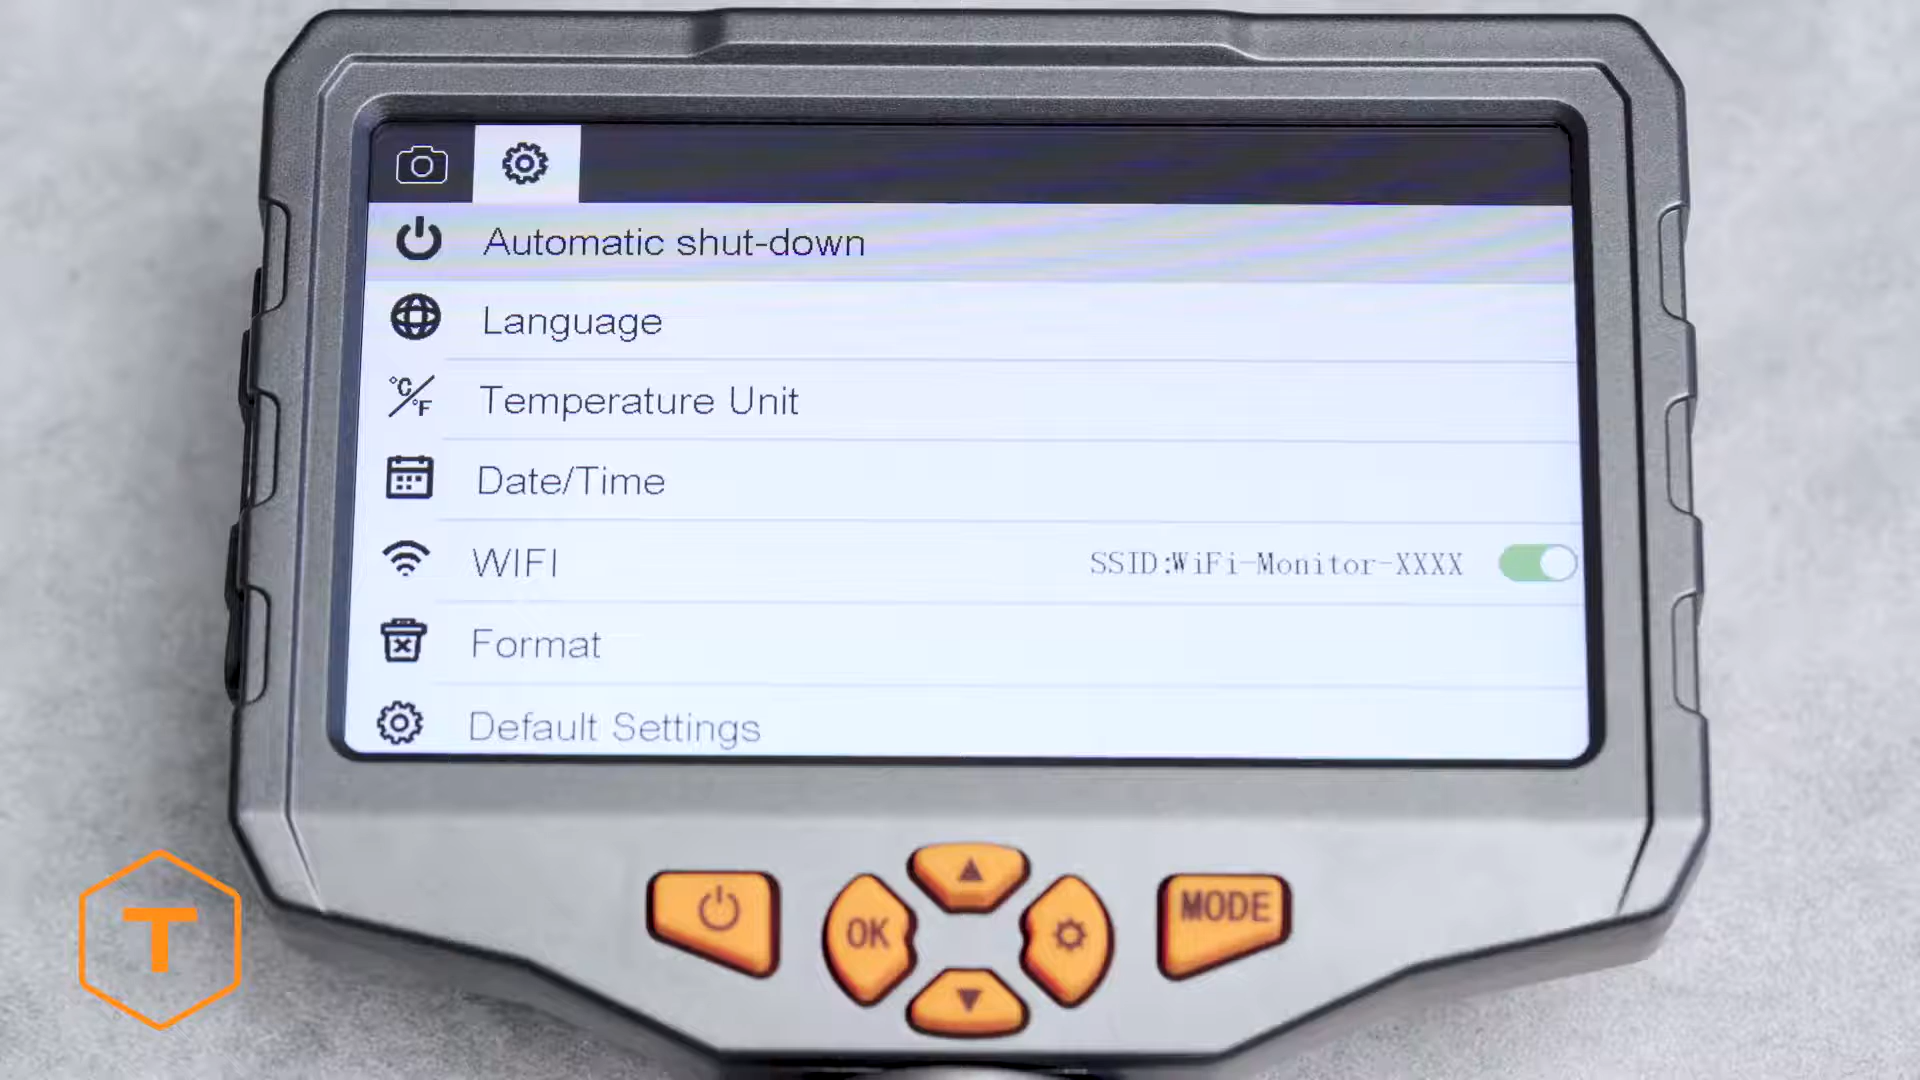 Automatic shut-down
Language
°C/°F
Temperature Unit
Date/Time
WIFI SSID:WiFi-Monitor-XXXX
Format
Default Settings
OK
MODE
T